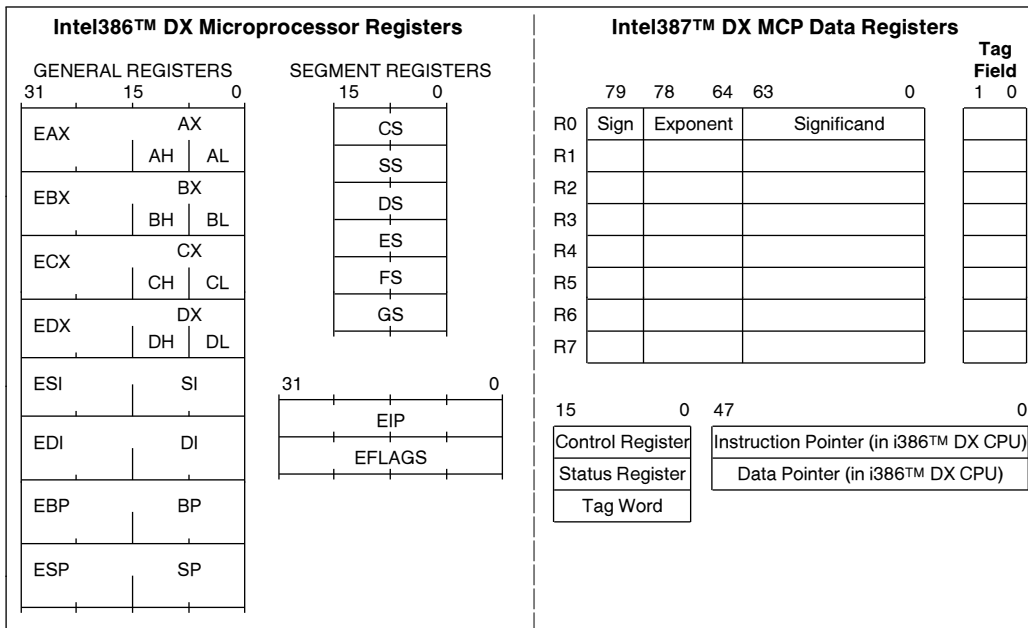 Intel386™ DX Microprocessor Registers
GENERAL REGISTERS
31 15 0
EAX AX
AH AL
EBX BX
BH BL
ECX CX
CH CL
EDX DX
DH DL
ESI SI
EDI DI
EBP BP
ESP SP
SEGMENT REGISTERS
15 0
CS
SS
DS
ES
FS
GS
31 0
EIP
EFLAGS
Intel387™ DX MCP Data Registers
Tag
Field
79 78 64 63 0 1 0
R0 Sign Exponent Significand
R1
R2
R3
R4
R5
R6
R7
15 0
Control Register
Status Register
Tag Word
47 0
Instruction Pointer (in i386™ DX CPU)
Data Pointer (in i386™ DX CPU)